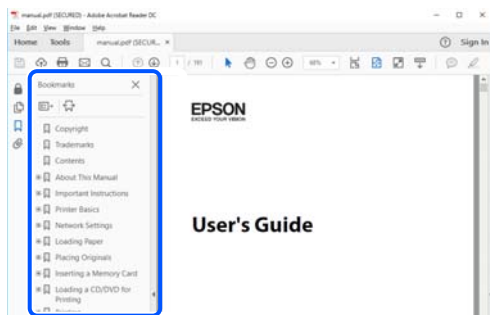 manual.pdf (SECURED) - Adobe Acrobat Reader DC
File Edit View Window Help
Home Tools manual.pdf (SECUR... × Sign In
1
Bookmarks
Copyright
Trademarks
Contents
About This Manual
Important Instructions
Printer Basics
Network Settings
Loading Paper
Placing Originals
Inserting a Memory Card
Loading a CD/DVD for
Printing
EPSON
EXCEED YOUR VISION
User's Guide